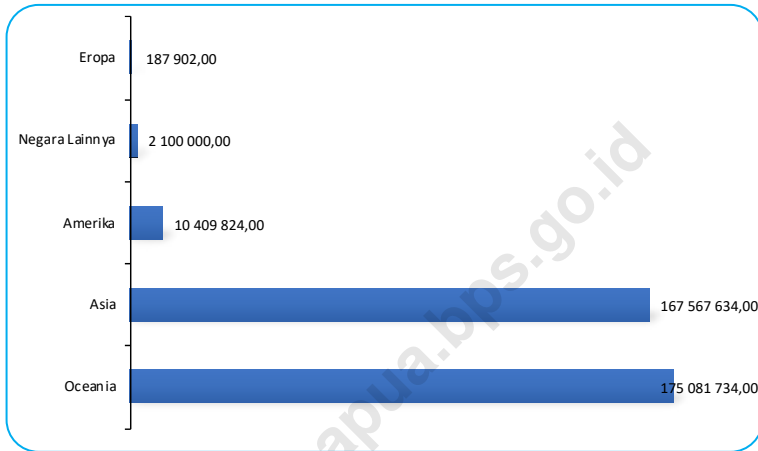 Eropa 187 902,00
Negara Lainnya 2 100 000,00
Amerika 10 409 824,00
Asia 167 567 634,00
Oceania 175 081 734,00
apua.bps.go.id